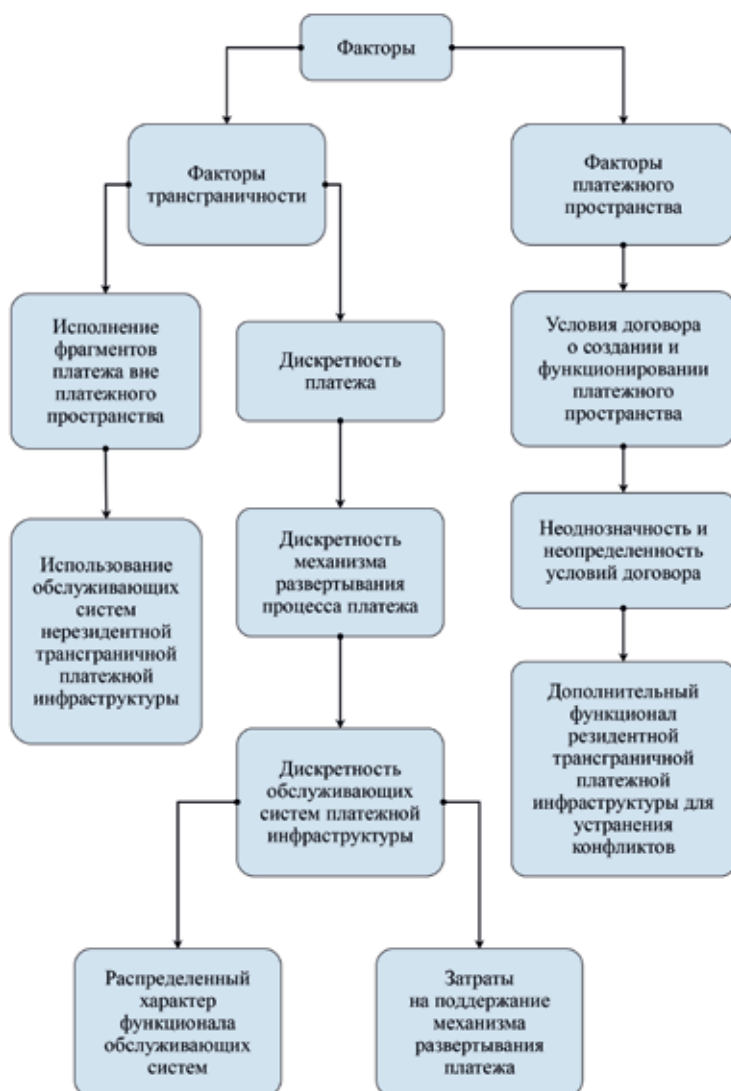 Факторы
Факторы
трансграничности
Факторы
платежного
пространства
Исполнение
фрагментов
платежа вне
платежного
пространства
Дискретность
платежа
Условия договора
о создании и
функционировании
платежного
пространства
Использование
обслуживающих
систем
нерезидентной
трансграничной
платежной
инфраструктуры
Дискретность
механизма
развертывания
процесса платежа
Неоднозначность и
неопределенность
условий договора
Дискретность
обслуживающих
систем платежной
инфраструктуры
Дополнительный
функционал
резидентной
трансграничной
платежной
инфраструктуры для
устранения
конфликтов
Распределенный
характер
функционала
обслуживающих
систем
Затраты
на поддержание
механизма
развертывания
платежа